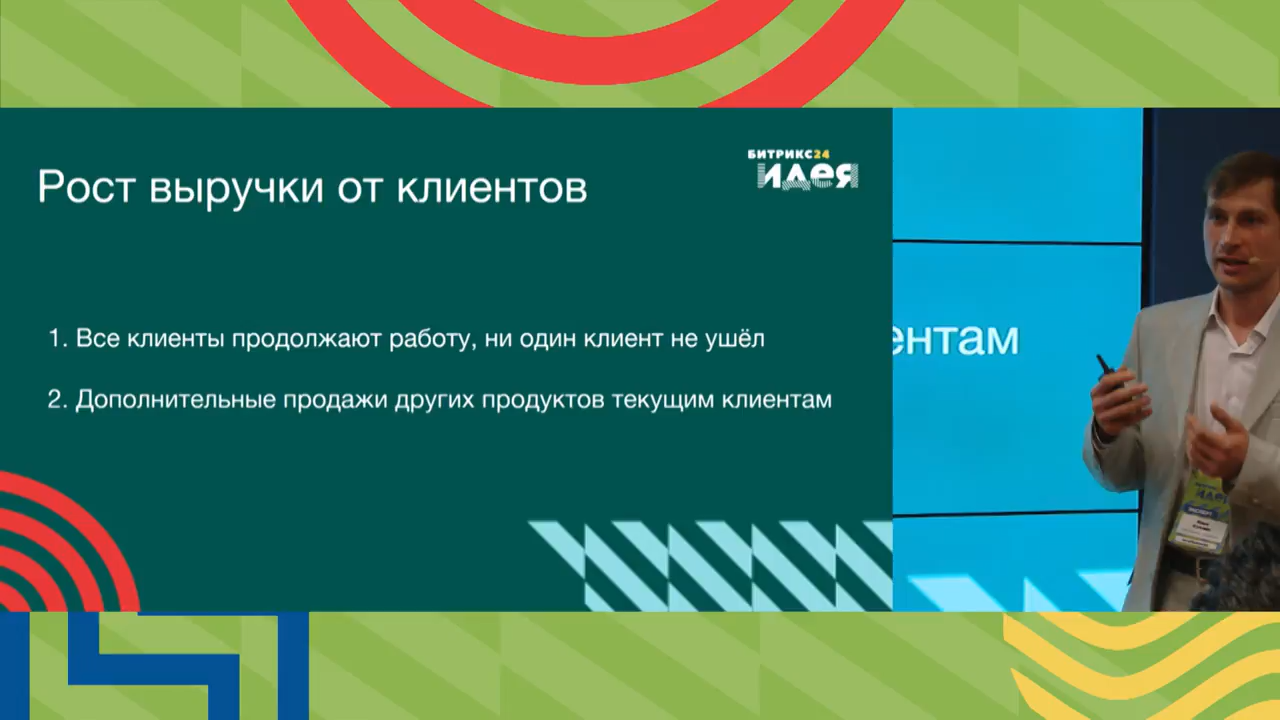 БИТРИКС24
идея
Рост выручки от клиентов
1. Все клиенты продолжают работу, ни один клиент не ушёл
2. Дополнительные продажи других продуктов текущим клиентам
ентам
идея